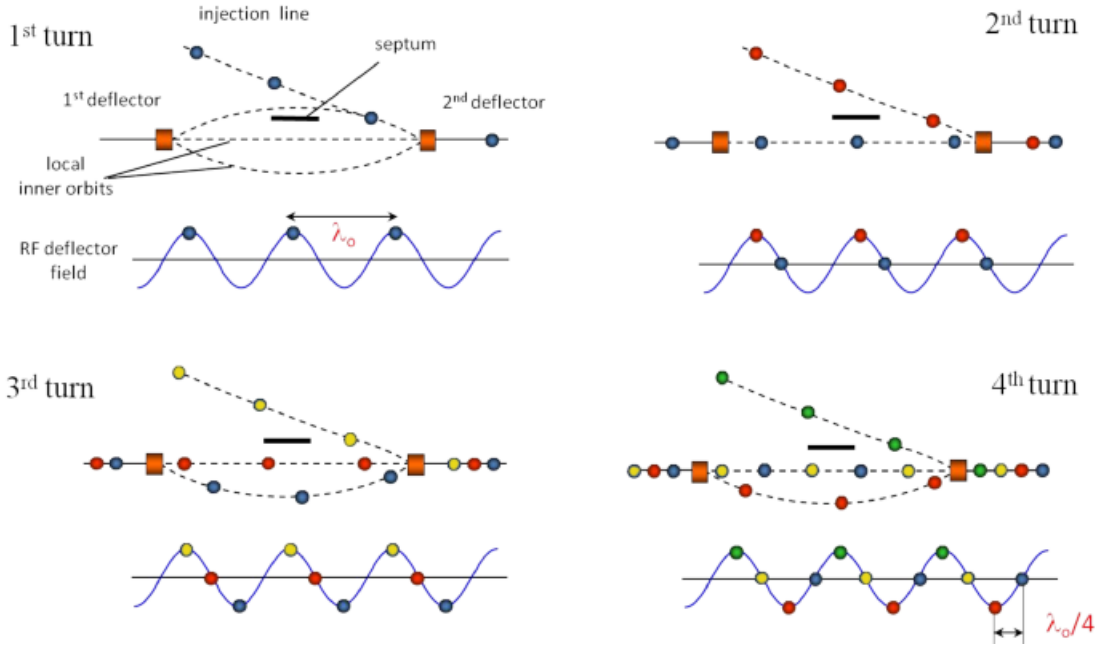 injection line
1st turn
septum
1st deflector
2nd deflector
local
inner orbits
λo
RF deflector
field
2nd turn
3rd turn
4th turn
λo/4